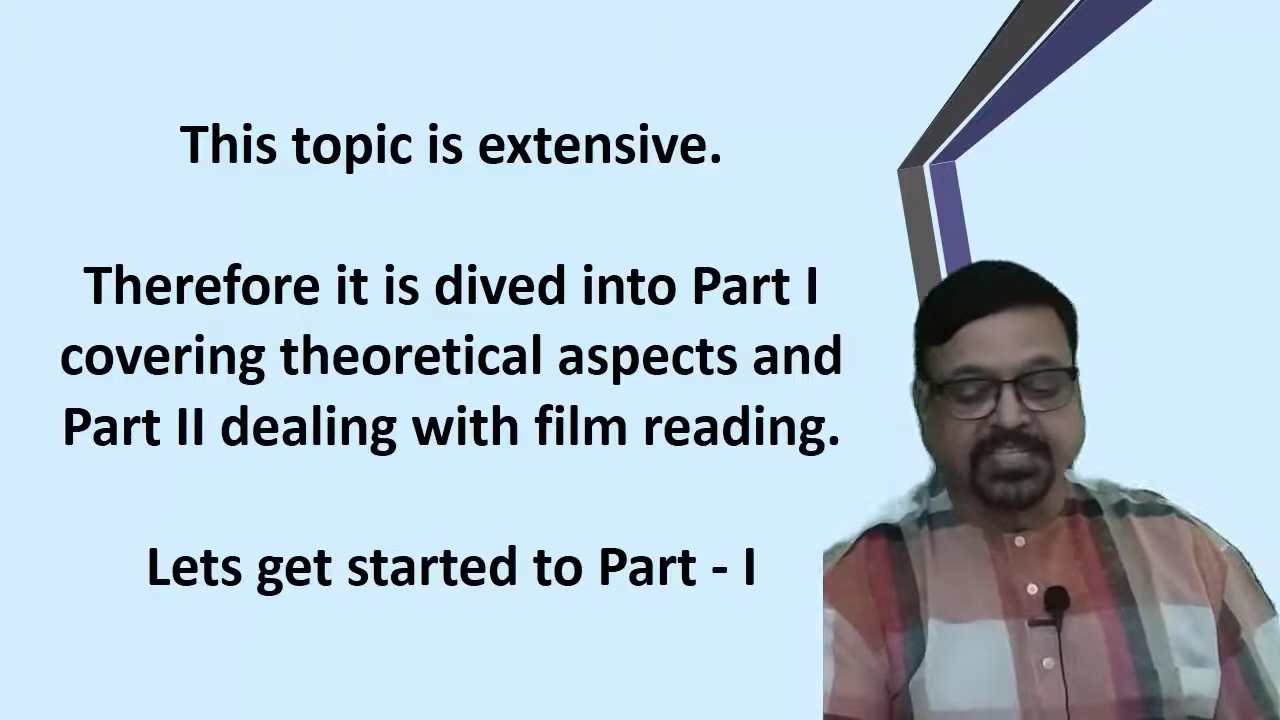 This topic is extensive.
Therefore it is dived into Part I
covering theoretical aspects and
Part II dealing with film reading.
Lets get started to Part - I